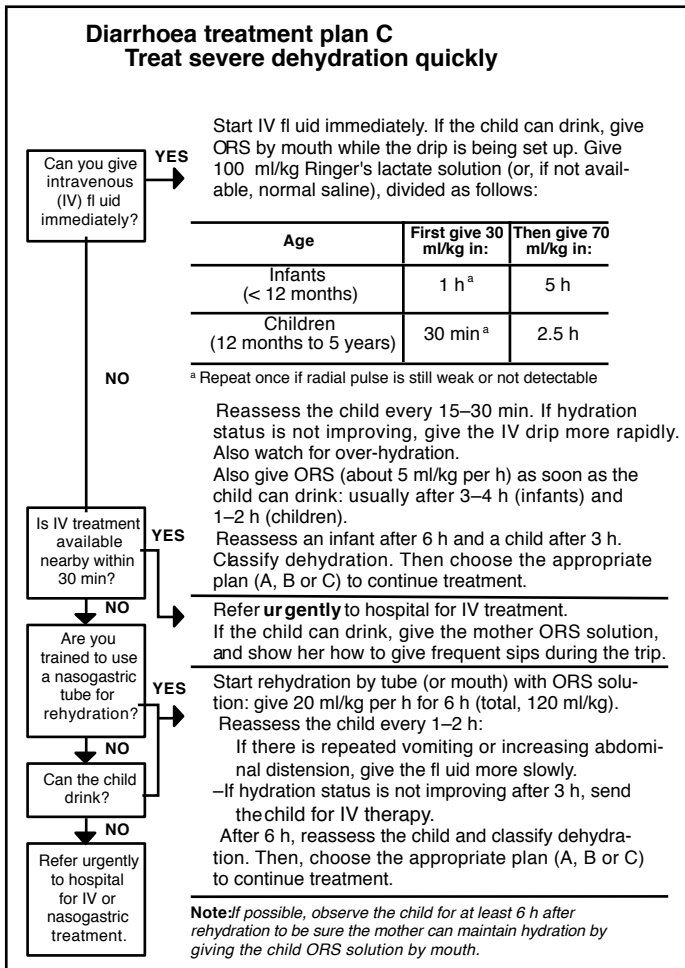 Diarrhoea treatment plan C
Treat severe dehydration quickly
Can you give
intravenous
(IV) fl uid
immediately?
YES
Start IV fl uid immediately. If the child can drink, give
ORS by mouth while the drip is being set up. Give
100 ml/kg Ringer's lactate solution (or, if not avail-
able, normal saline), divided as follows:
Age
First give 30
ml/kg in:
Then give 70
ml/kg in:
Infants
(< 12 months)
1 h a
5 h
Children
(12 months to 5 years)
30 min a
2.5 h
a Repeat once if radial pulse is still weak or not detectable
NO
Reassess the child every 15–30 min. If hydration
status is not improving, give the IV drip more rapidly.
Also watch for over-hydration.
Also give ORS (about 5 ml/kg per h) as soon as the
child can drink: usually after 3–4 h (infants) and
1–2 h (children).
Reassess an infant after 6 h and a child after 3 h.
Classify dehydration. Then choose the appropriate
plan (A, B or C) to continue treatment.
Is IV treatment
available
nearby within
30 min?
YES
Refer urgently to hospital for IV treatment.
If the child can drink, give the mother ORS solution,
and show her how to give frequent sips during the trip.
NO
Are you
trained to use
a nasogastric
tube for
rehydration?
YES
Start rehydration by tube (or mouth) with ORS solu-
tion: give 20 ml/kg per h for 6 h (total, 120 ml/kg).
Reassess the child every 1–2 h:
If there is repeated vomiting or increasing abdomi-
nal distension, give the fl uid more slowly.
–If hydration status is not improving after 3 h, send
the child for IV therapy.
After 6 h, reassess the child and classify dehydra-
tion. Then, choose the appropriate plan (A, B or C)
to continue treatment.
NO
Can the child
drink?
NO
Refer urgently
to hospital
for IV or
nasogastric
treatment.
Note: If possible, observe the child for at least 6 h after
rehydration to be sure the mother can maintain hydration by
giving the child ORS solution by mouth.